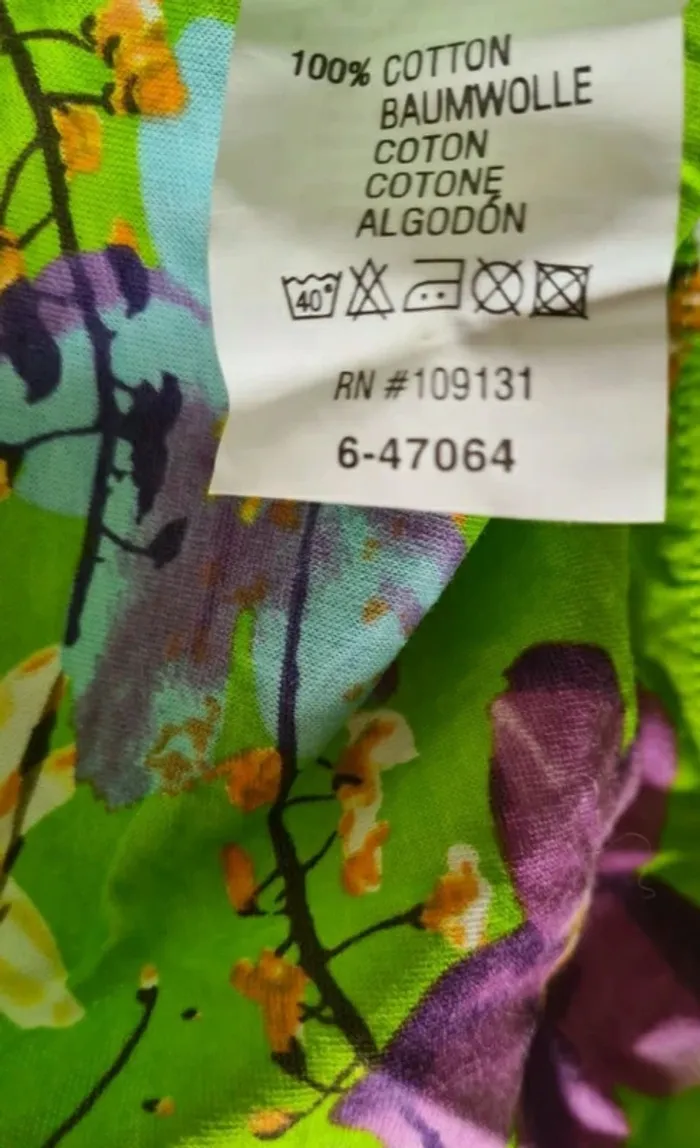 100% COTTON
BAUMWOLLE
COTON
COTONE
ALGODÓN
40°
RN #109131
6-47064